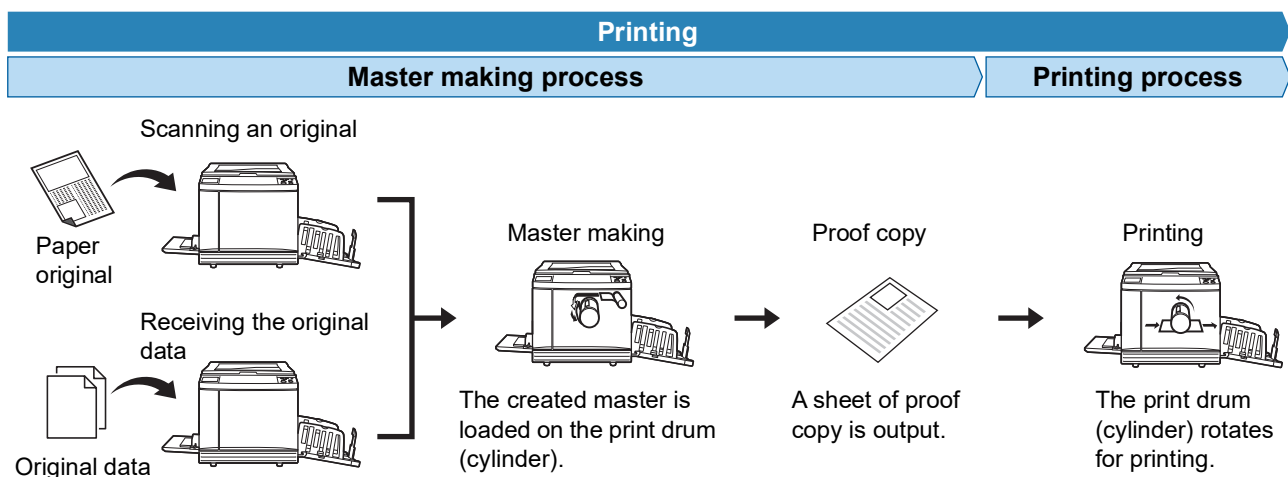 Printing
Master making process
Printing process
Scanning an original
Paper
original
Receiving the original
data
Original data
Master making
The created master is
loaded on the print drum
(cylinder).
Proof copy
A sheet of proof
copy is output.
Printing
The print drum
(cylinder) rotates
for printing.